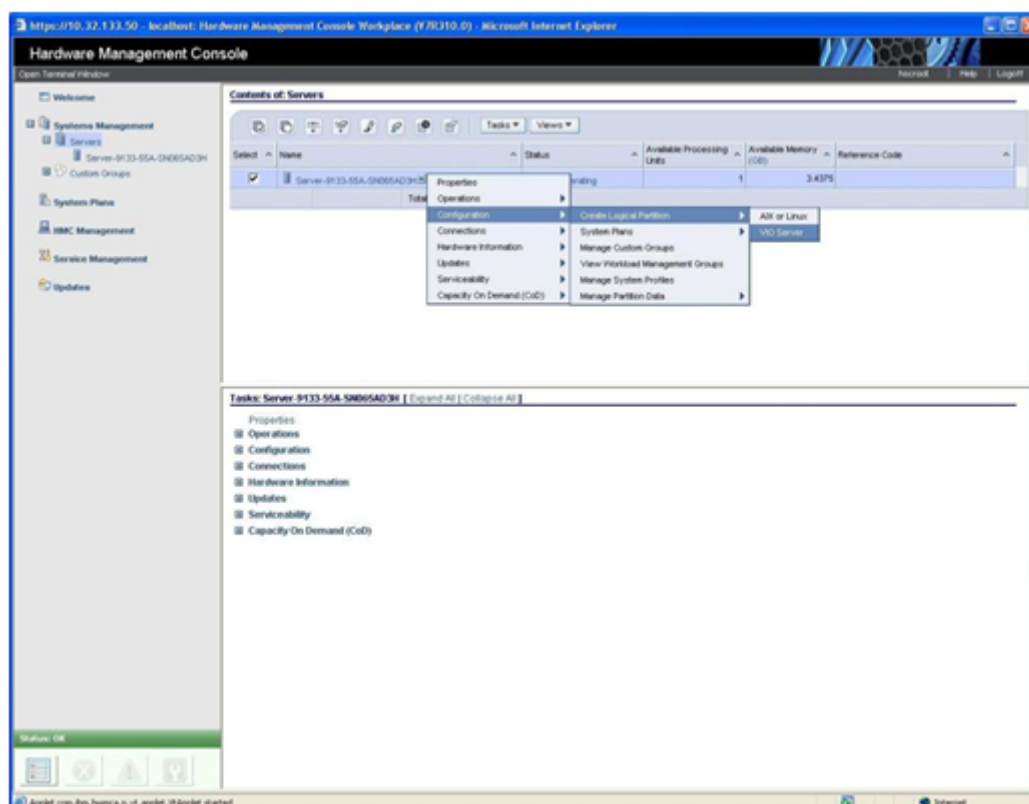 https://10.32.133.50 - localhost: Hardware Management Console Workplace (V7R310.0) - Microsoft Internet Explorer
Hardware Management Console
Open Terminal Window
hscroot | Help | Logoff
Welcome
Systems Management
Servers
Server-9133-55A-SN065AD3H
Custom Groups
System Plans
HMC Management
Service Management
Updates
Status: OK
Contents of: Servers
Tasks Views
Select Name Status Available Processing Units Available Memory (GB) Reference Code
Server-9133-55A-SN065AD3H 1 3.4375
Properties
Operations
Configuration
Connections
Hardware Information
Updates
Serviceability
Capacity On Demand (CoD)
Create Logical Partition
System Plans
Manage Custom Groups
View Workload Management Groups
Manage System Profiles
Manage Partition Data
AIX or Linux
VIO Server
Tasks: Server-9133-55A-SN065AD3H [ Expand All | Collapse All ]
Properties
Operations
Configuration
Connections
Hardware Information
Updates
Serviceability
Capacity On Demand (CoD)
Internet